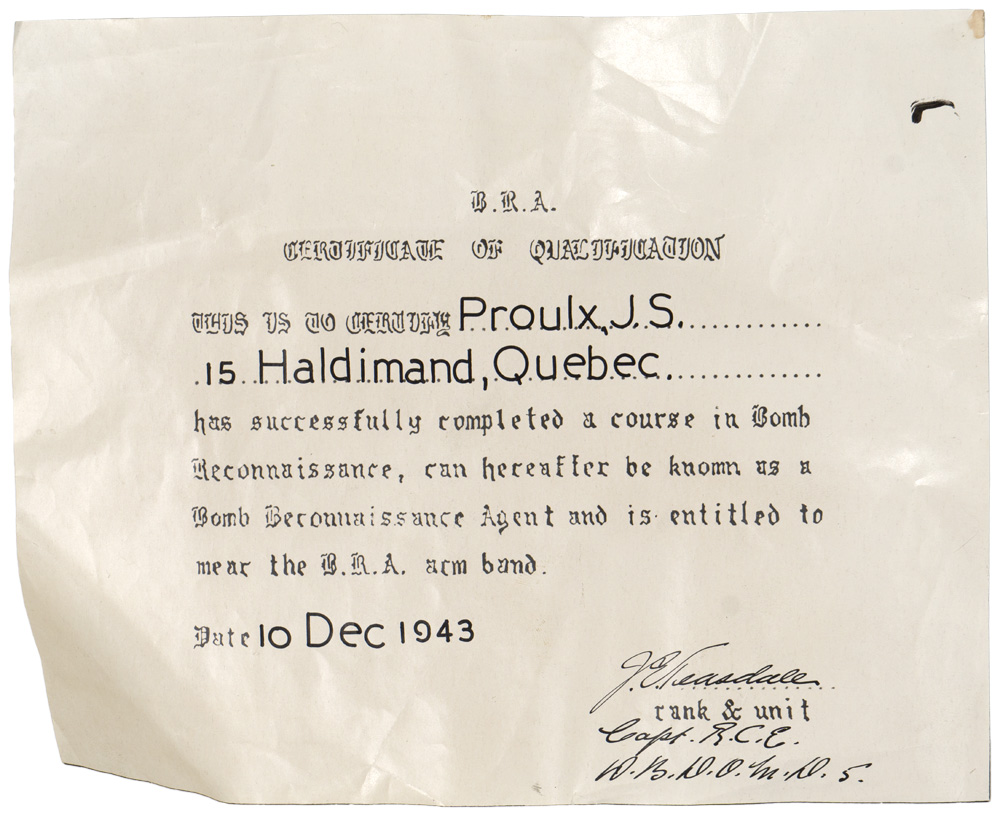 B.R.A.
CERTIFICATE OF QUALIFICATION
THIS IS TO CERTIFY Proulx, J.S.
15 Haldimand, Quebec.
has successfully completed a course in Bomb
Reconnaissance, can hereafter be known as a
Bomb Reconnaissance Agent and is entitled to
wear the B.R.A. arm band.
Date 10 Dec 1943
J.E. Teasdale
rank & unit
Capt. R.C.E.
D.B.D.O. M.D. 5.